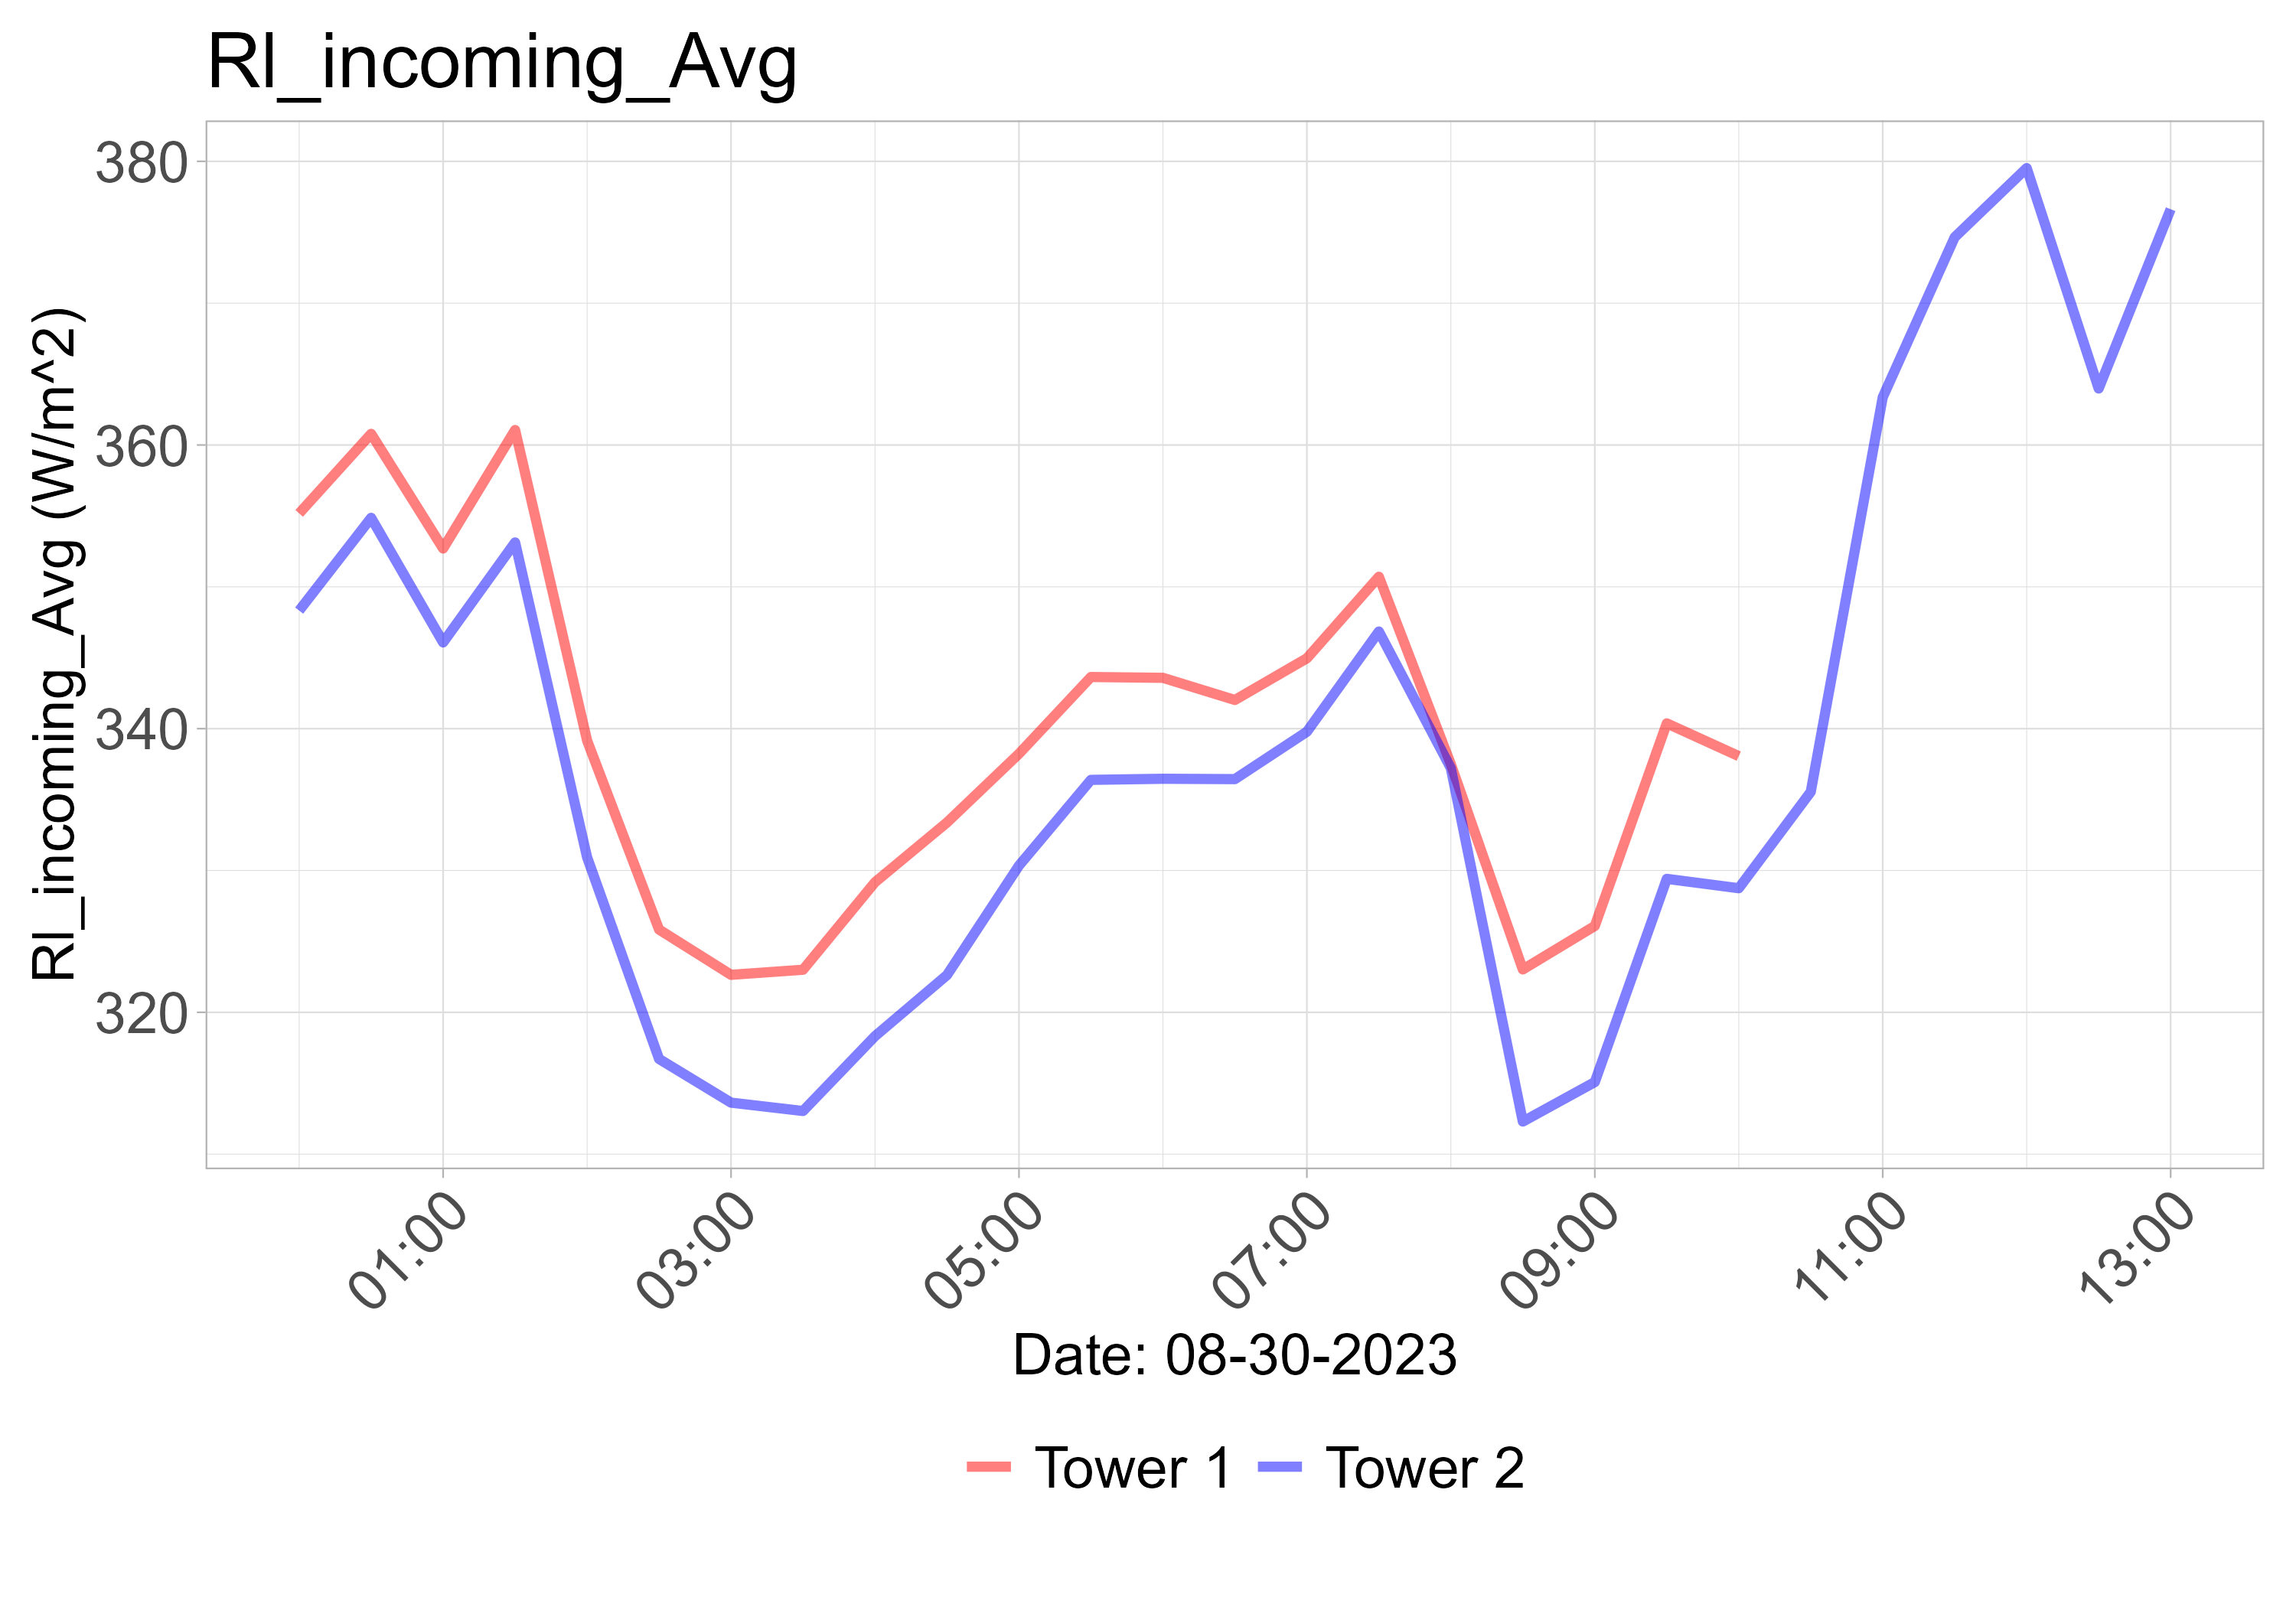 Rl_incoming_Avg
Rl_incoming_Avg (W/m^2)
380
360
340
320
01:00
03:00
05:00
07:00
09:00
11:00
13:00
Date: 08-30-2023
Tower 1
Tower 2